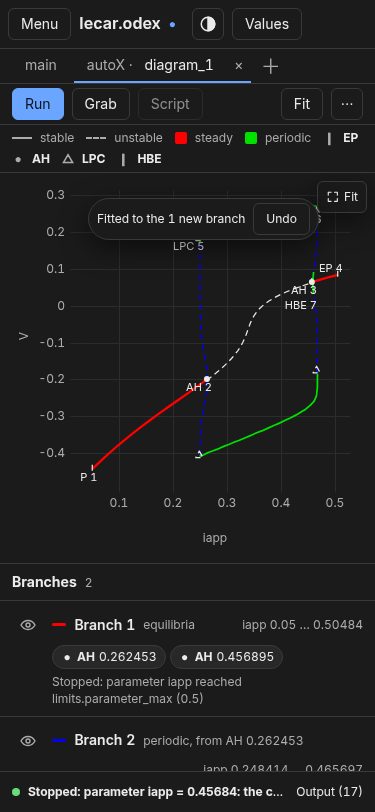 Menu lecar.odex • Values
main autoX · diagram_1 × +
Run Grab Script Fit ···
stable unstable steady periodic EP
AH LPC HBE
Fit
Fitted to the 1 new branch Undo
0.3
0.2
LPC 5
0.1
EP 4
AH 3
0
HBE 7
V
-0.1
-0.2
AH 2
-0.3
-0.4
P 1
0.1 0.2 0.3 0.4 0.5
iapp
Branches 2
Branch 1 equilibria iapp 0.05 ... 0.50484
AH 0.262453 AH 0.456895
Stopped: parameter iapp reached
limits.parameter_max (0.5)
Branch 2 periodic, from AH 0.262453
iapp 0.248414 ... 0.465697
Stopped: parameter iapp = 0.45684: the c... Output (17)